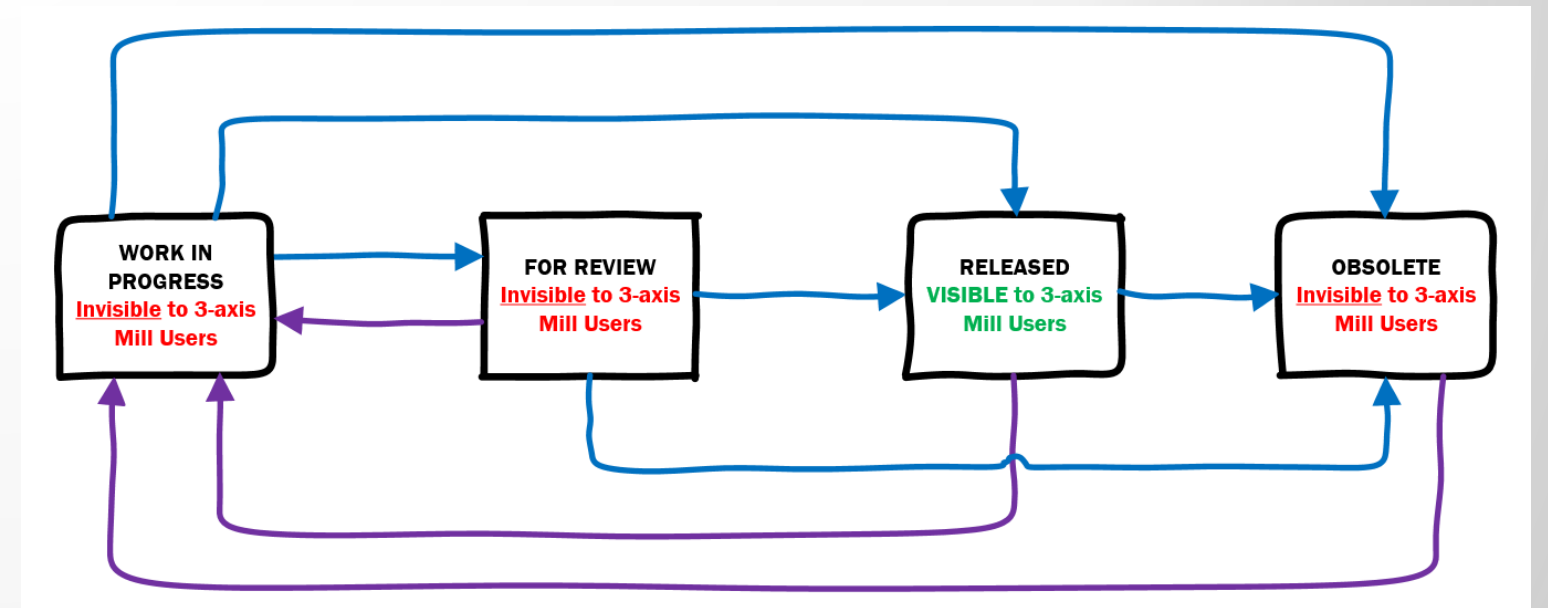 WORK IN
PROGRESS
Invisible to 3-axis
Mill Users
FOR REVIEW
Invisible to 3-axis
Mill Users
RELEASED
VISIBLE to 3-axis
Mill Users
OBSOLETE
Invisible to 3-axis
Mill Users